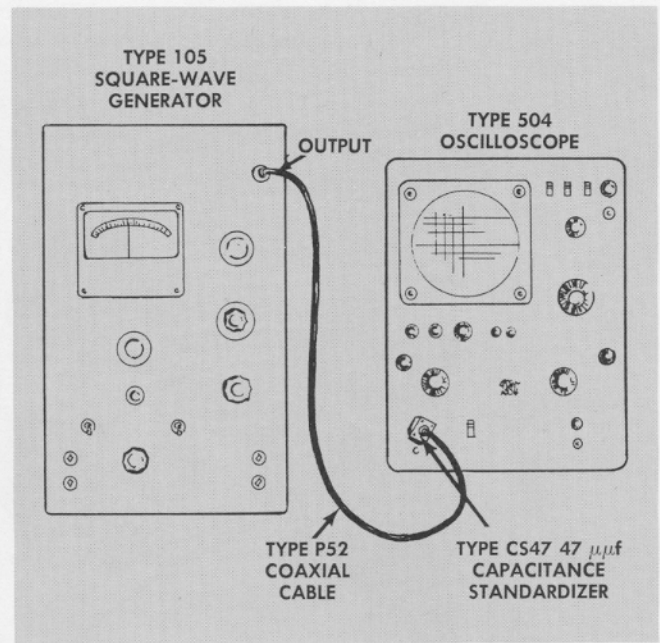 TYPE 105
SQUARE-WAVE
GENERATOR
OUTPUT
TYPE 504
OSCILLOSCOPE
TYPE P52
COAXIAL
CABLE
TYPE CS47 47 μμf
CAPACITANCE
STANDARDIZER